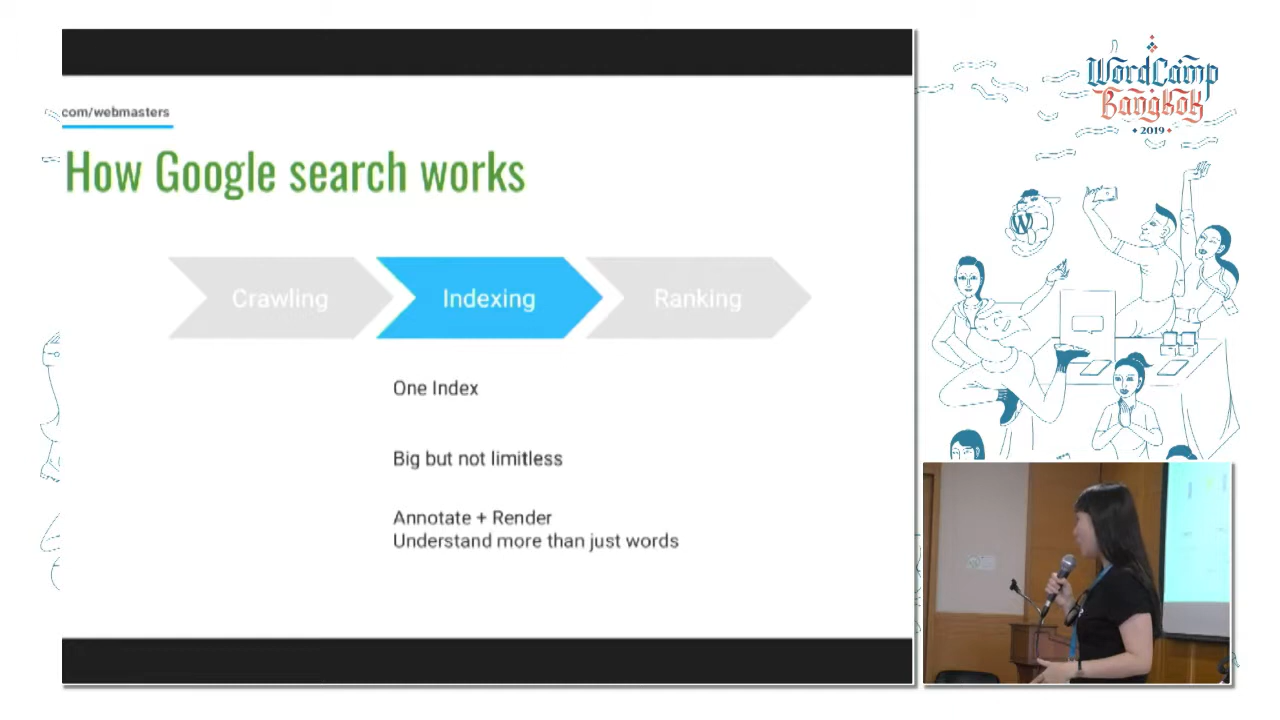 com/webmasters
How Google search works
Crawling
Indexing
Ranking
One Index
Big but not limitless
Annotate + Render
Understand more than just words
WordCamp
Bangkok
2019
W